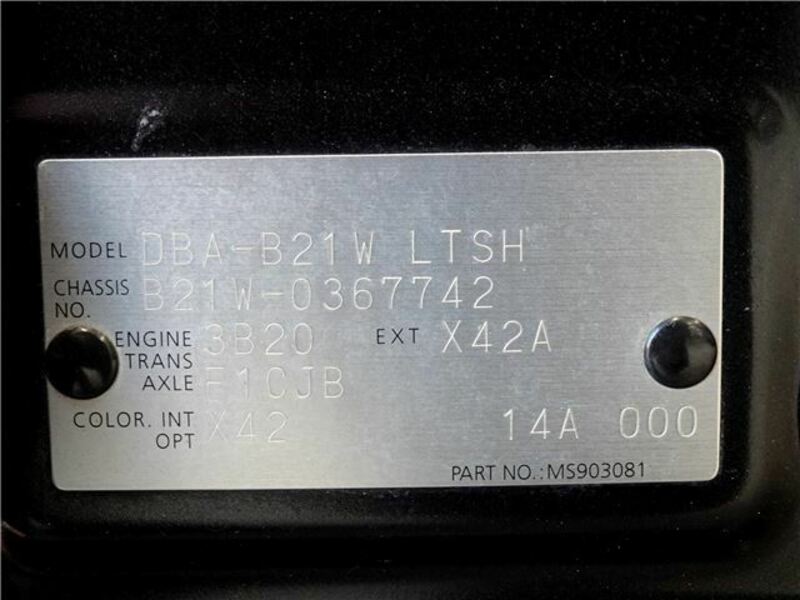 MODEL DBA-B21W LTSH
CHASSIS NO. B21W-0367742
ENGINE 3B20 EXT X42A
TRANS AXLE F1CJB
COLOR. INT X42 14A 000
OPT
PART NO.: MS903081